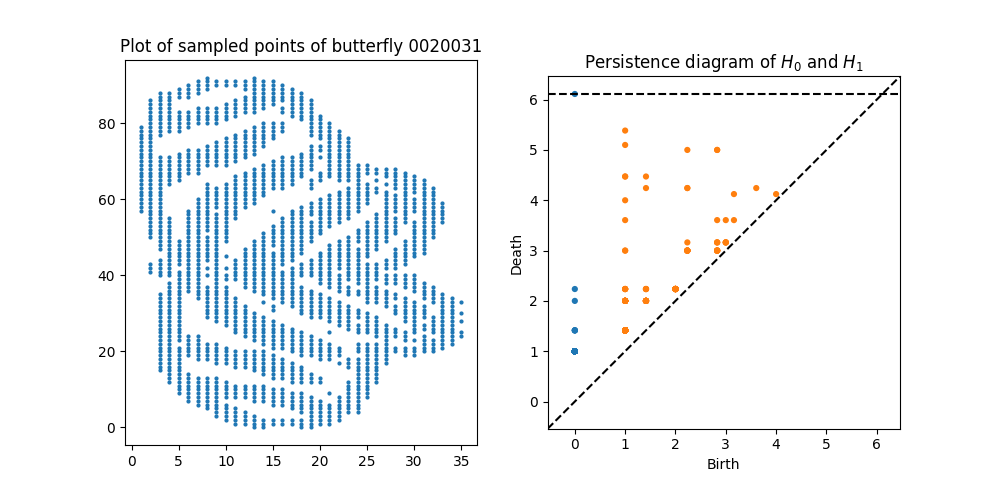 Plot of sampled points of butterfly 0020031
80
60
40
20
0
0 5 10 15 20 25 30 35
Persistence diagram of H₀ and H₁
6
5
4
3
2
1
0
Death
0 1 2 3 4 5 6
Birth